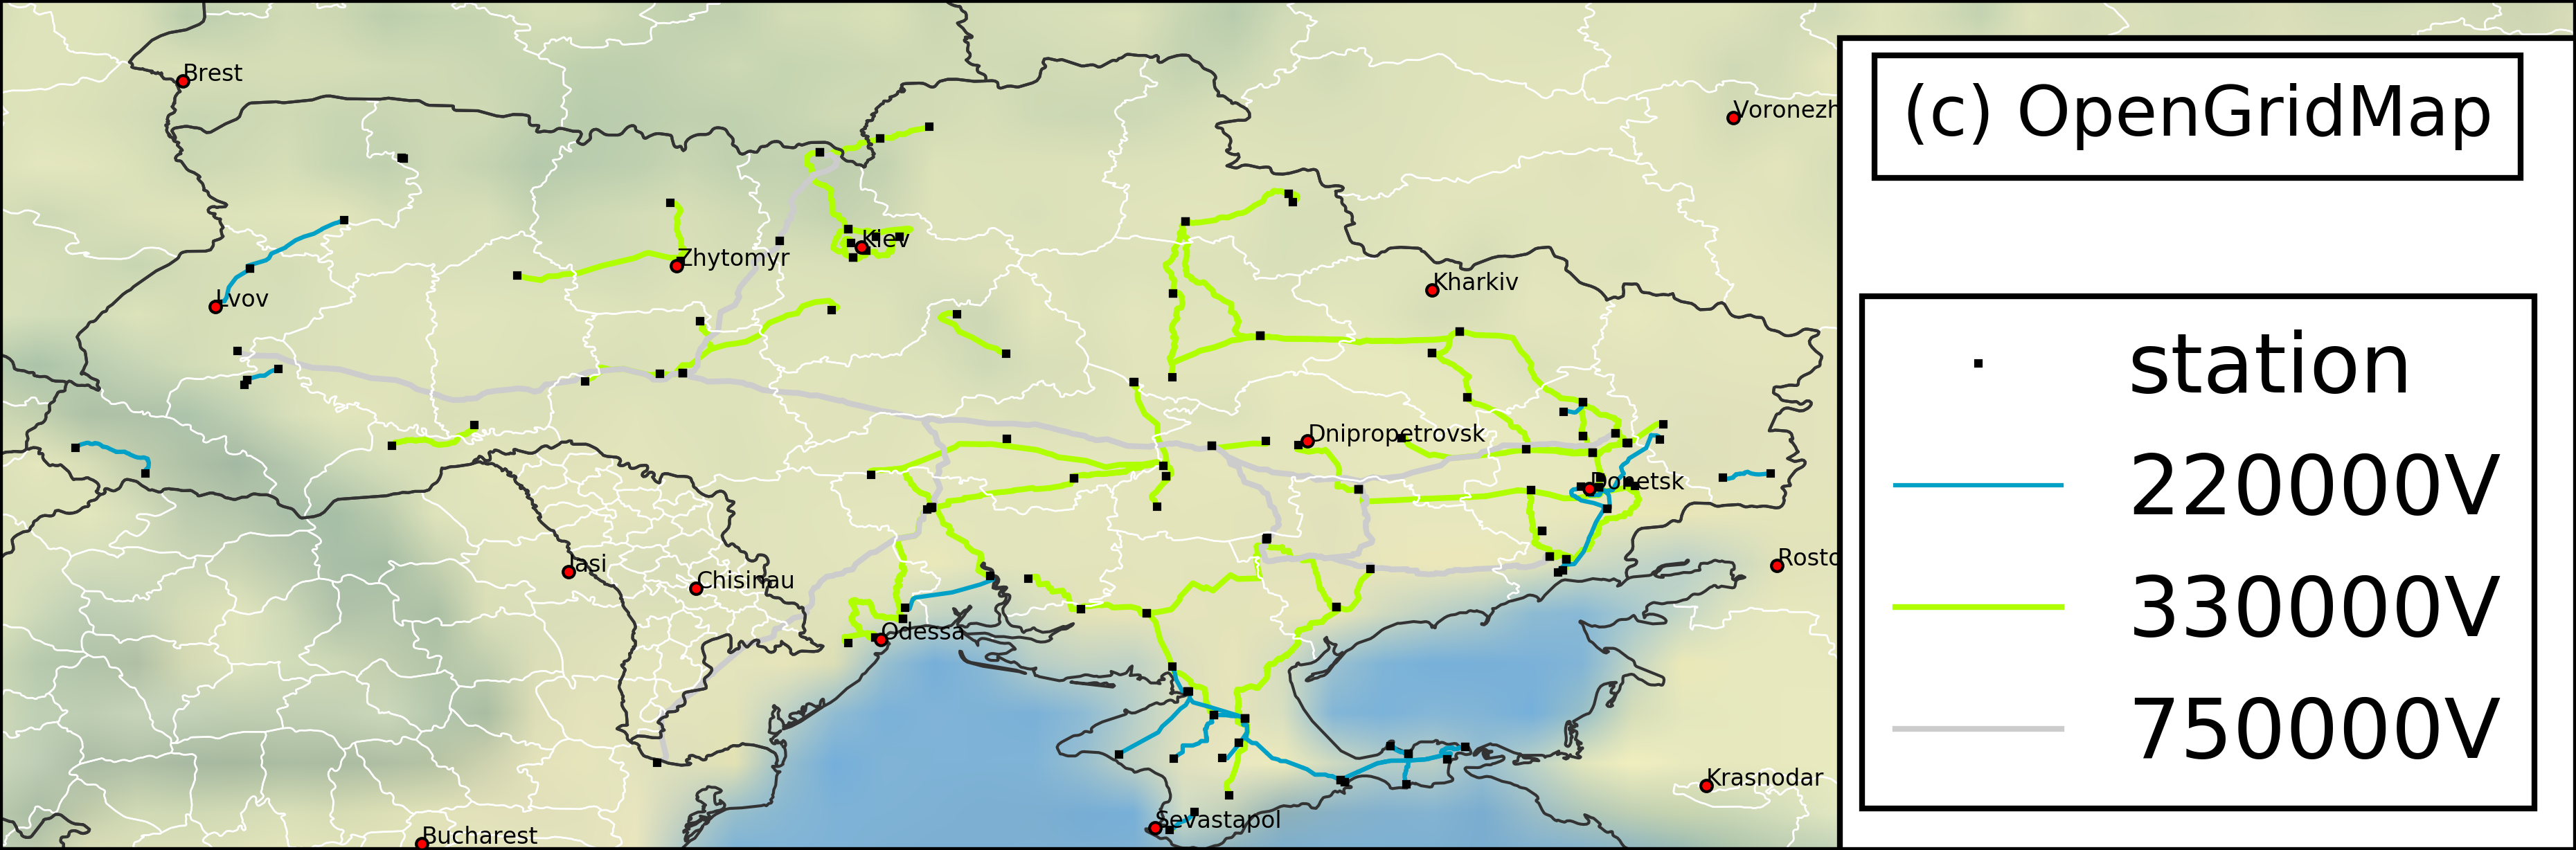 Brest
Voronezh
Kiev
Zhytomyr
Kharkiv
Lvov
Dnipropetrovsk
Donetsk
Iasi
Chisinau
Rosto
Odessa
Krasnodar
Sevastapol
Bucharest
(c) OpenGridMap
station
220000V
330000V
750000V